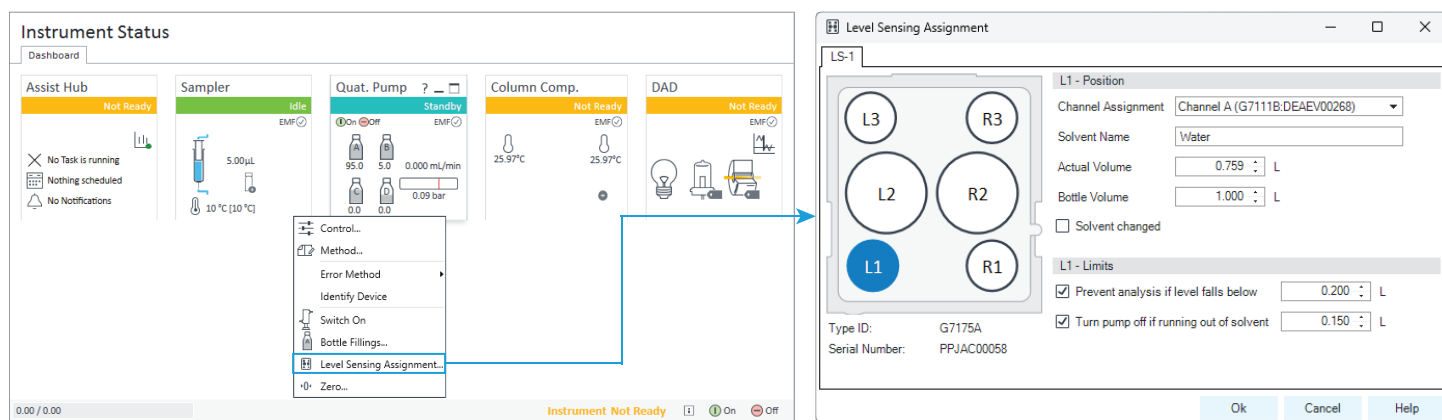 Instrument Status
Dashboard
Assist Hub
Not Ready
No Task is running
Nothing scheduled
No Notifications
Sampler
Idle
EMF
5.00µL
10 °C [10 °C]
Quat. Pump ?
Standby
On Off EMF
A B
95.0 5.0 0.000 mL/min
C D
0.09 bar
0.0 0.0
Column Comp.
Not Ready
EMF
25.97°C 25.97°C
DAD
Not Ready
EMF
Control...
Method...
Error Method
Identify Device
Switch On
Bottle Fillings...
Level Sensing Assignment...
Zero...
0.00 / 0.00
Instrument Not Ready
On Off
Level Sensing Assignment
LS-1
L3 R3
L2 R2
L1 R1
Type ID: G7175A
Serial Number: PPJAC00058
L1 - Position
Channel Assignment Channel A (G7111B:DEAEV00268)
Solvent Name Water
Actual Volume 0.759 L
Bottle Volume 1.000 L
Solvent changed
L1 - Limits
Prevent analysis if level falls below 0.200 L
Turn pump off if running out of solvent 0.150 L
Ok Cancel Help